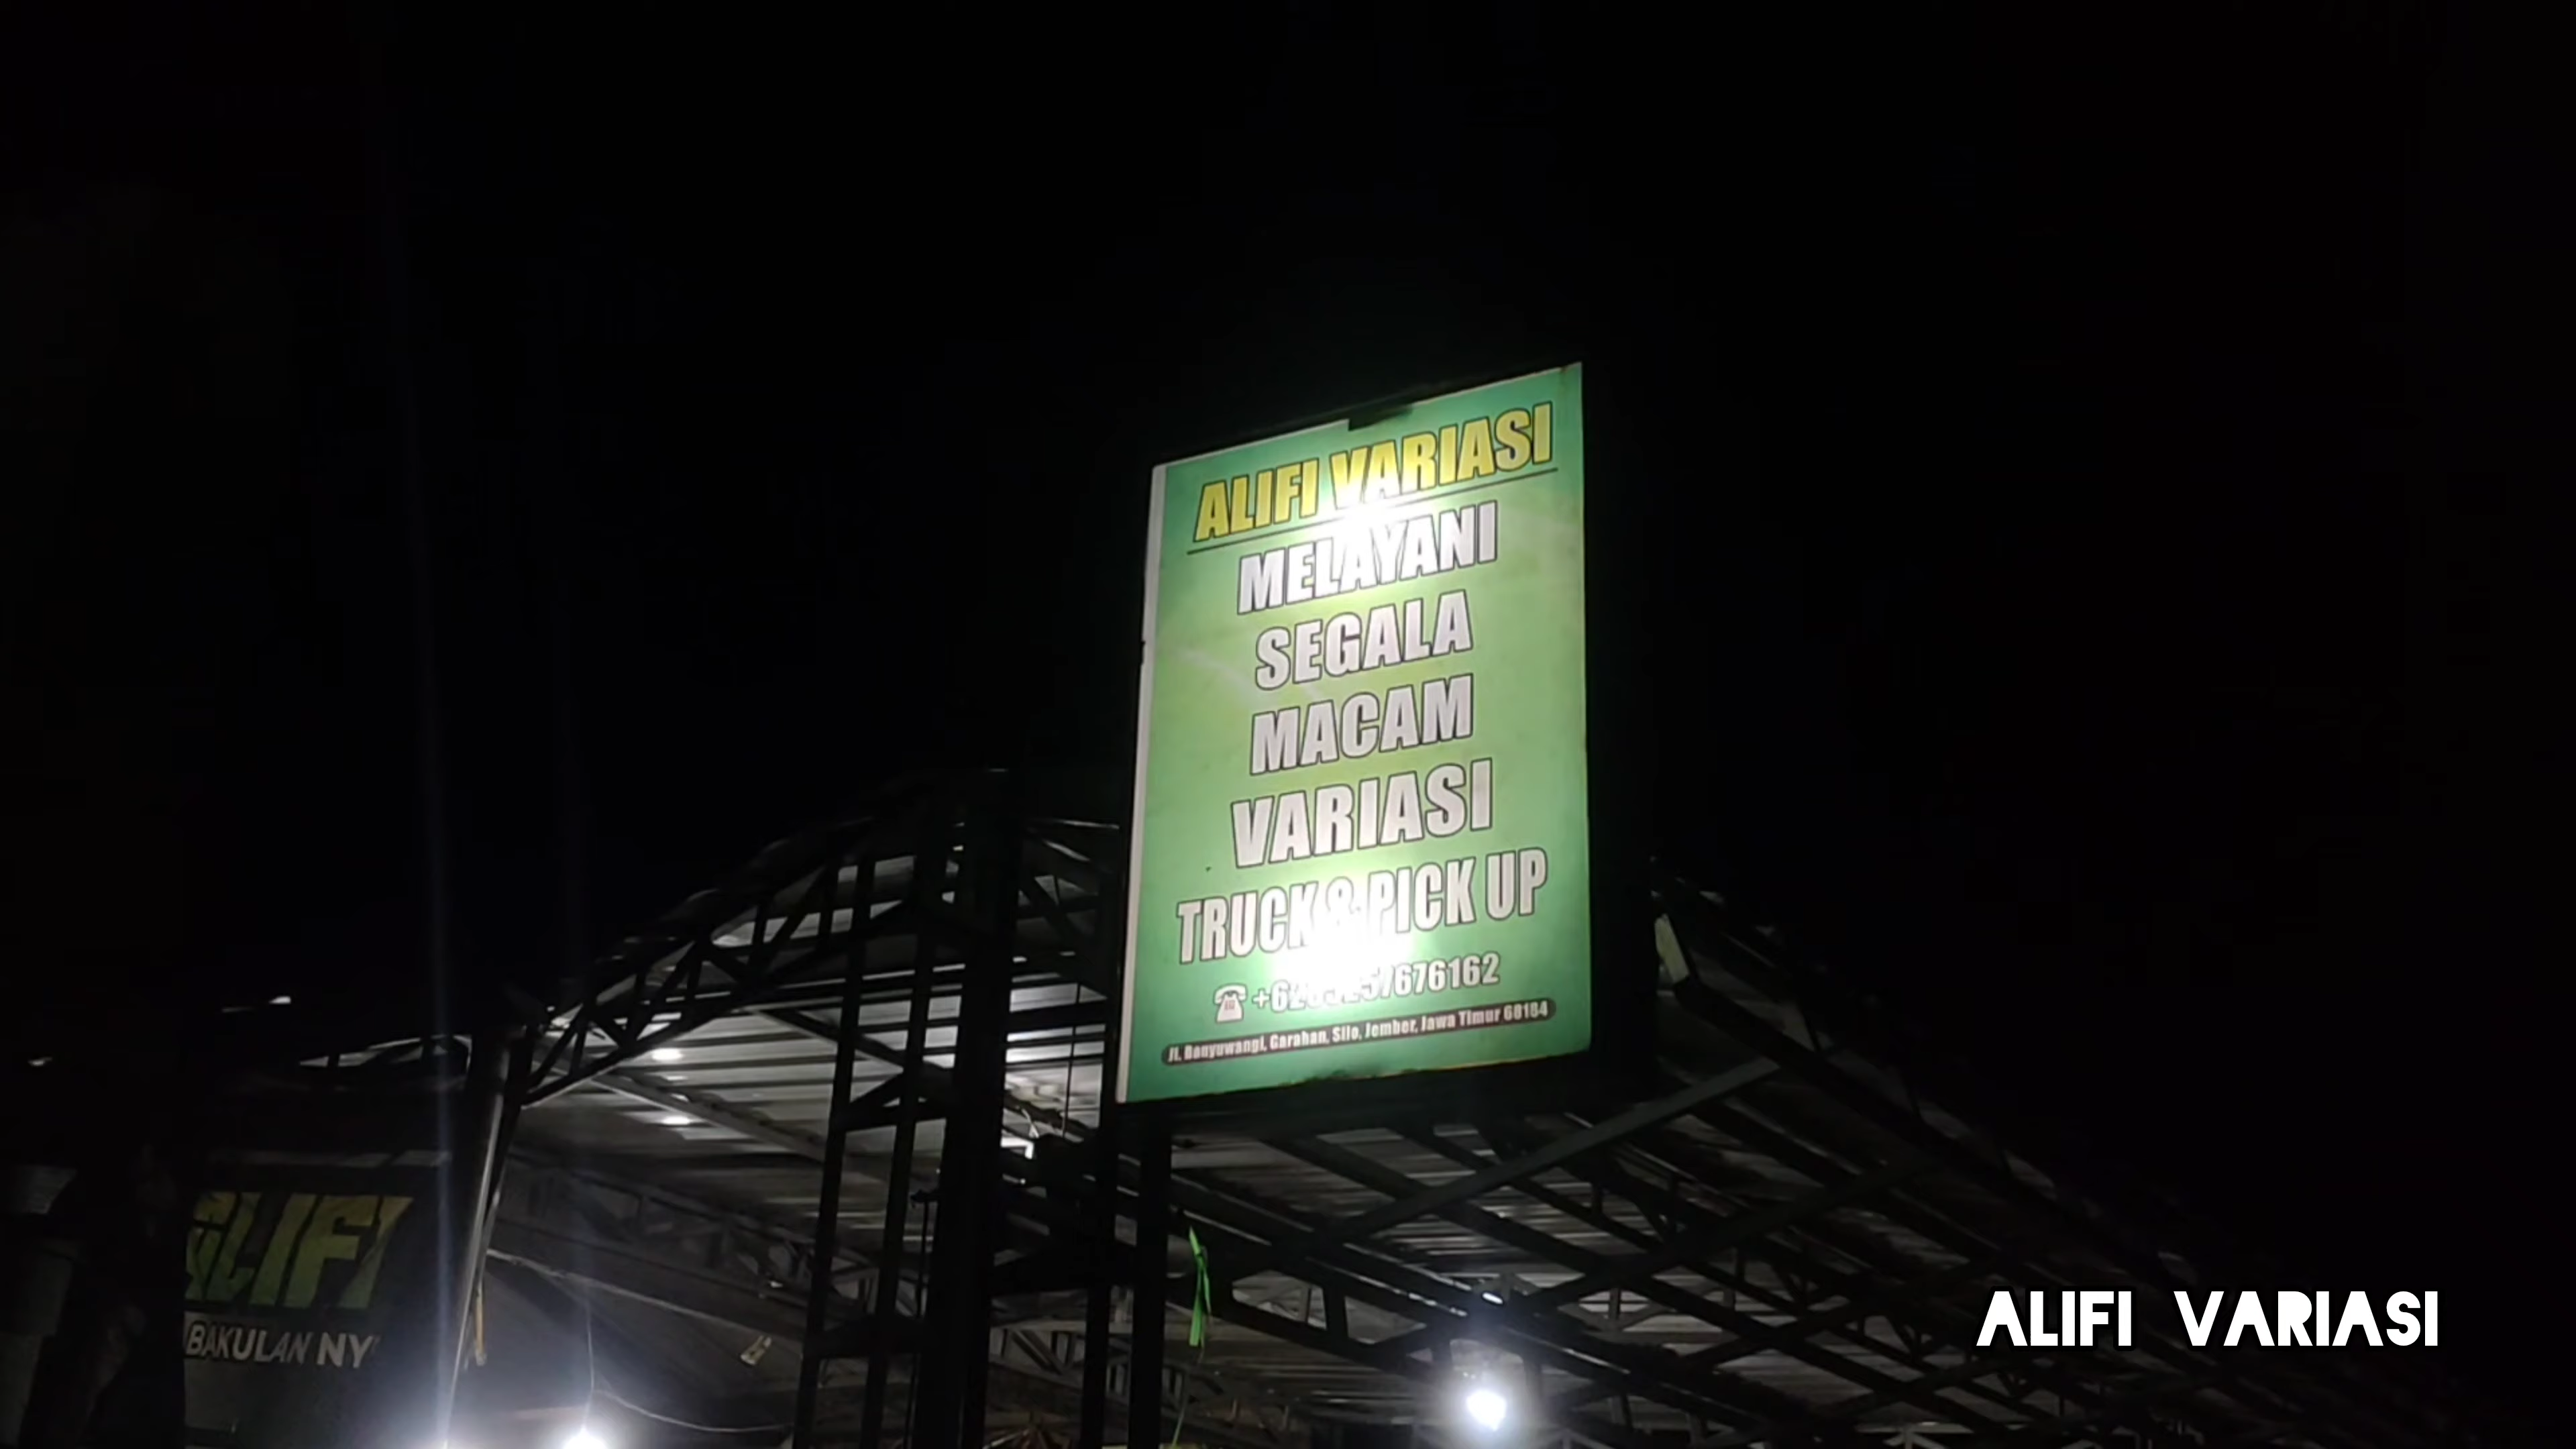 ALIFI VARIASI
MELAYANI
SEGALA
MACAM
VARIASI
TRUCK & PICK UP
Jl. Banyuwangi, Garahan, Silo, Jember, Jawa Timur 68184
ALIFI
BAKULAN
ALIFI VARIASI